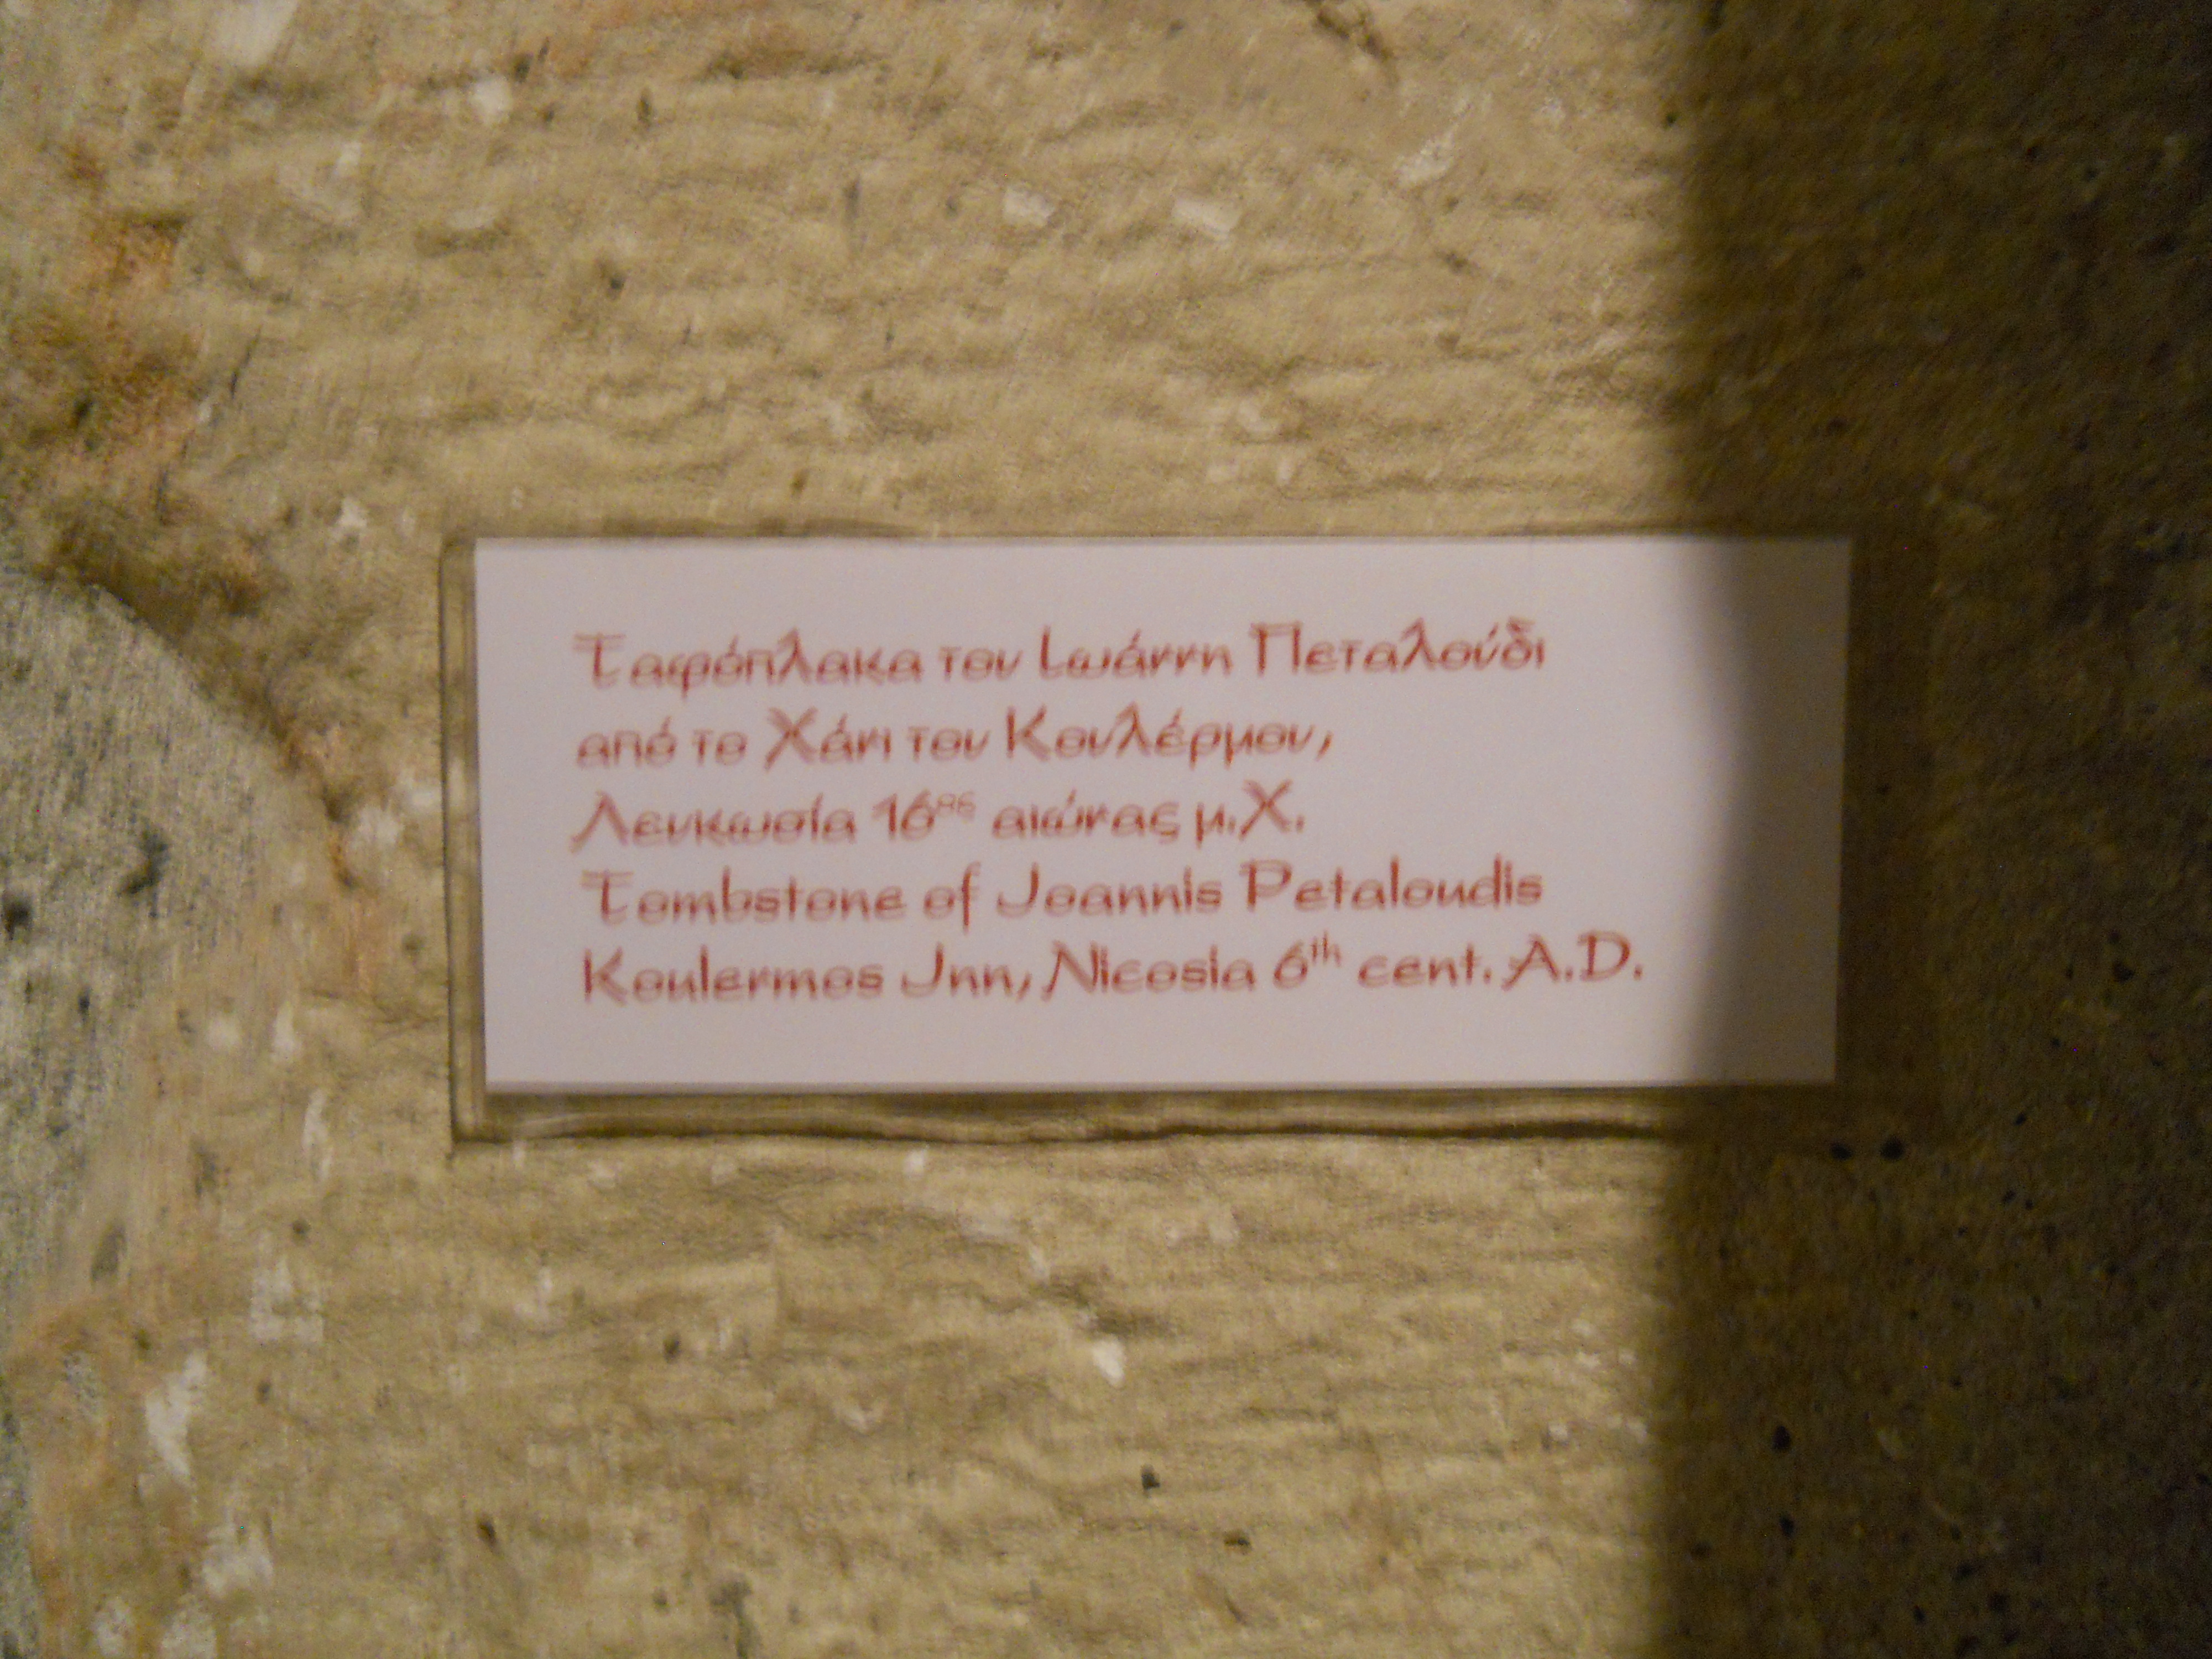 Ταφόπλακα του Ιωάννη Πεταλούδι
από το Χάνι του Κουλέρμου,
Λευκωσία 16ος αιώνας μ.Χ.
Tombstone of Joannis Petaloudis
Koulermos Inn, Nicosia 6th cent. A.D.